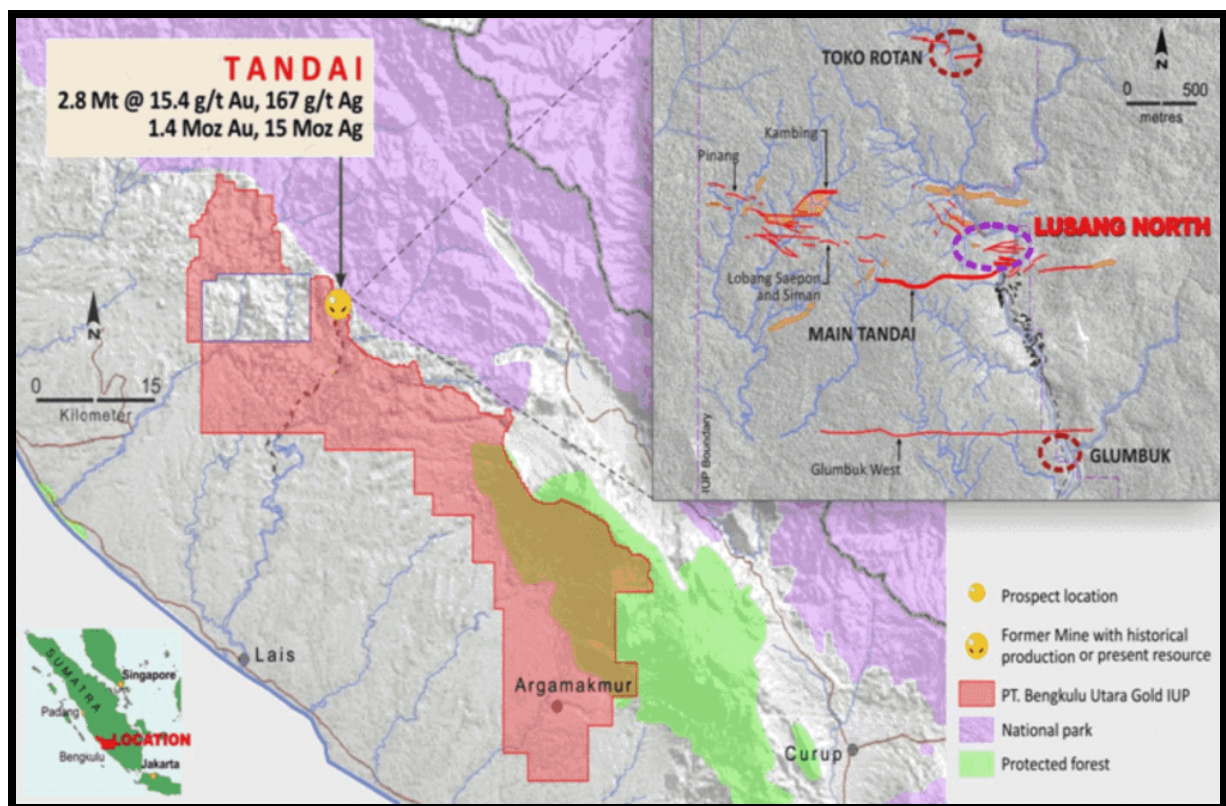 TANDAI
2.8 Mt @ 15.4 g/t Au, 167 g/t Ag
1.4 Moz Au, 15 Moz Ag
N
0 15
Kilometer
Lais
Argamakmur
Curup
TOKO ROTAN
N
0 500
metres
Kambing
Pinang
LUSANG NORTH
Lobang Saepon
and Siman
MAIN TANDAI
IUP Boundary
Glumbuk West
GLUMBUK
Prospect location
Former Mine with historical
production or present resource
PT. Bengkulu Utara Gold IUP
National park
Protected forest
SUMATRA
Singapore
Padang
LOCATION
Bengkulu
Jakarta